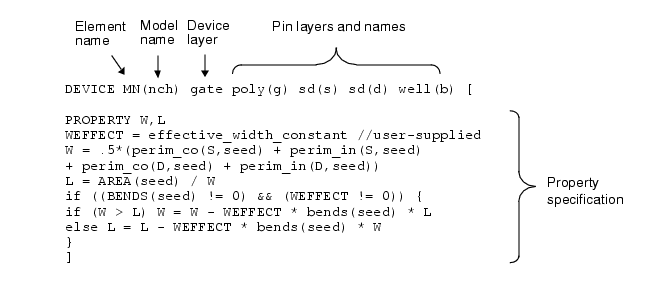 Element name
Model name
Device layer
Pin layers and names
DEVICE MN(nch) gate poly(g) sd(s) sd(d) well(b) [
PROPERTY W,L
WEFFECT = effective_width_constant //user-supplied
W = .5*(perim_co(S,seed) + perim_in(S,seed)
+ perim_co(D,seed) + perim_in(D,seed))
L = AREA(seed) / W
if ((BENDS(seed) != 0) && (WEFFECT != 0)) {
if (W > L) W = W - WEFFECT * bends(seed) * L
else L = L - WEFFECT * bends(seed) * W
}
]
Property specification